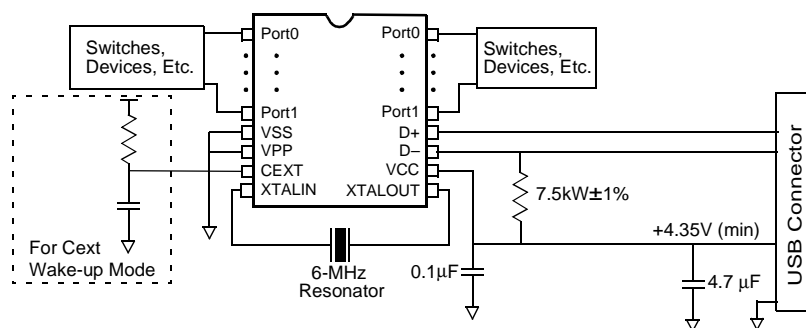 Switches,
Devices, Etc.
Port0
Port0
Switches,
Devices, Etc.
Port1
Port1
VSS
D+
VPP
D–
CEXT
VCC
XTALIN
XTALOUT
7.5kW±1%
For Cext
Wake-up Mode
6-MHz
Resonator
0.1µF
+4.35V (min)
4.7 µF
USB Connector